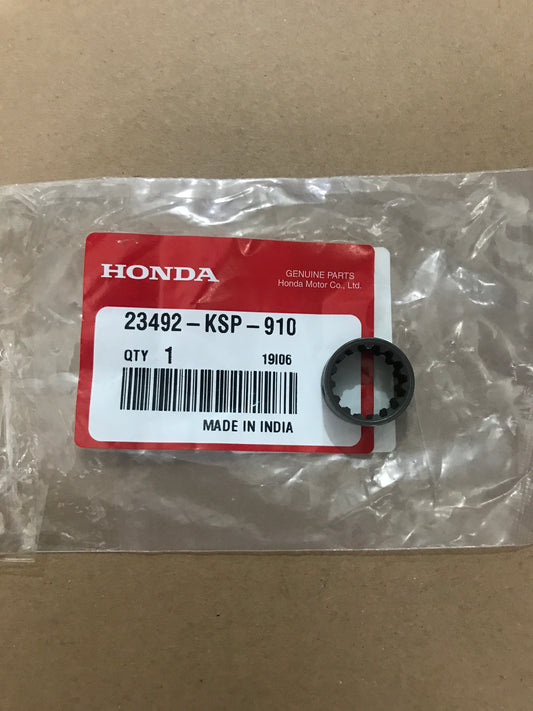 HONDA
GENUINE PARTS
Honda Motor Co., Ltd.
23492-KSP-910
QTY 1 19I06
MADE IN INDIA